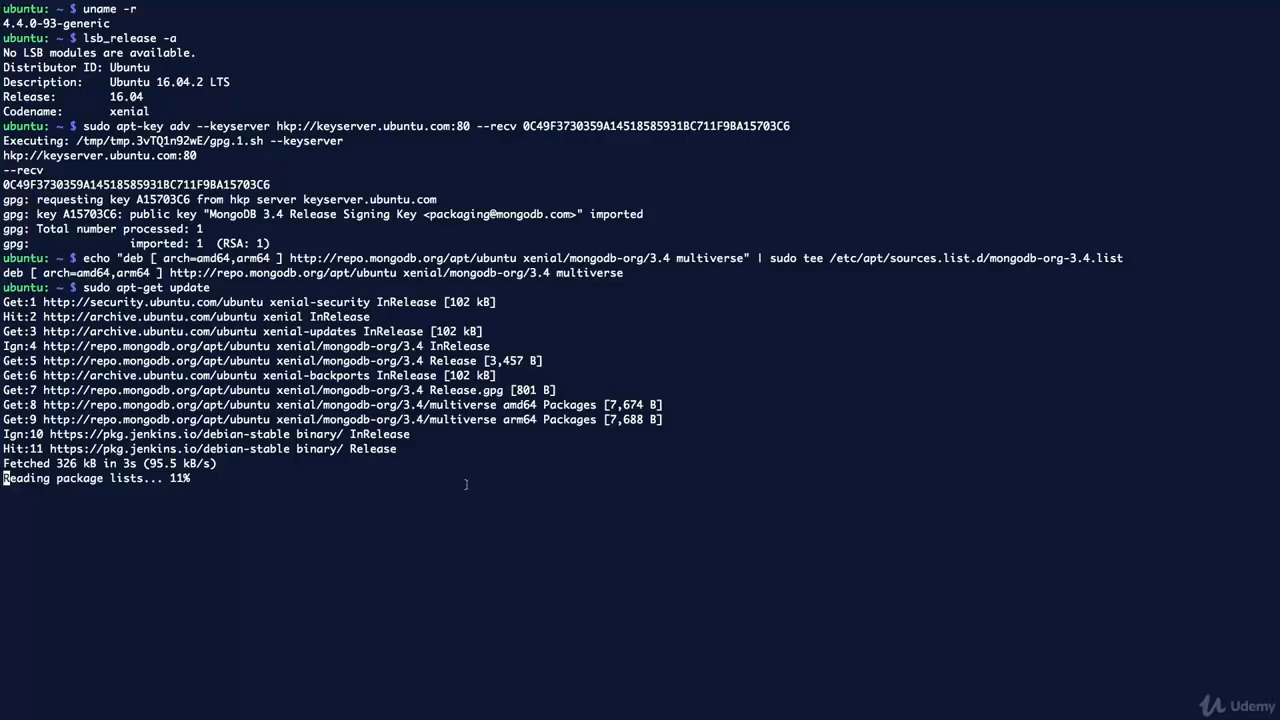 ubuntu: ~ $ uname -r
4.4.0-93-generic
ubuntu: ~ $ lsb_release -a
No LSB modules are available.
Distributor ID: Ubuntu
Description:    Ubuntu 16.04.2 LTS
Release:        16.04
Codename:       xenial
ubuntu: ~ $ sudo apt-key adv --keyserver hkp://keyserver.ubuntu.com:80 --recv 0C49F3730359A14518585931BC711F9BA15703C6
Executing: /tmp/tmp.3vTQ1n92wE/gpg.1.sh --keyserver
hkp://keyserver.ubuntu.com:80
--recv
0C49F3730359A14518585931BC711F9BA15703C6
gpg: requesting key A15703C6 from hkp server keyserver.ubuntu.com
gpg: key A15703C6: public key "MongoDB 3.4 Release Signing Key <packaging@mongodb.com>" imported
gpg: Total number processed: 1
gpg:               imported: 1  (RSA: 1)
ubuntu: ~ $ echo "deb [ arch=amd64,arm64 ] http://repo.mongodb.org/apt/ubuntu xenial/mongodb-org/3.4 multiverse" | sudo tee /etc/apt/sources.list.d/mongodb-org-3.4.list
deb [ arch=amd64,arm64 ] http://repo.mongodb.org/apt/ubuntu xenial/mongodb-org/3.4 multiverse
ubuntu: ~ $ sudo apt-get update
Get:1 http://security.ubuntu.com/ubuntu xenial-security InRelease [102 kB]
Hit:2 http://archive.ubuntu.com/ubuntu xenial InRelease
Get:3 http://archive.ubuntu.com/ubuntu xenial-updates InRelease [102 kB]
Ign:4 http://repo.mongodb.org/apt/ubuntu xenial/mongodb-org/3.4 InRelease
Get:5 http://repo.mongodb.org/apt/ubuntu xenial/mongodb-org/3.4 Release [3,457 B]
Get:6 http://archive.ubuntu.com/ubuntu xenial-backports InRelease [102 kB]
Get:7 http://repo.mongodb.org/apt/ubuntu xenial/mongodb-org/3.4 Release.gpg [801 B]
Get:8 http://repo.mongodb.org/apt/ubuntu xenial/mongodb-org/3.4/multiverse amd64 Packages [7,674 B]
Get:9 http://repo.mongodb.org/apt/ubuntu xenial/mongodb-org/3.4/multiverse arm64 Packages [7,688 B]
Ign:10 https://pkg.jenkins.io/debian-stable binary/ InRelease
Hit:11 https://pkg.jenkins.io/debian-stable binary/ Release
Fetched 326 kB in 3s (95.5 kB/s)
Reading package lists... 11%
Udemy